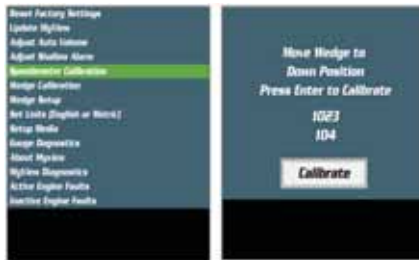 Reset Factory Settings
Update MyView
Adjust Auto Volume
Adjust Shallow Alarm
Speedometer Calibration
Wedge Calibration
Wedge Setup
Set Units (English or Metric)
Setup Media
Gauge Diagnostics
About Myview
MyView Diagnostics
Active Engine Faults
Inactive Engine Faults
Move Wedge to
Down Position
Press Enter to Calibrate
1023
104
Calibrate